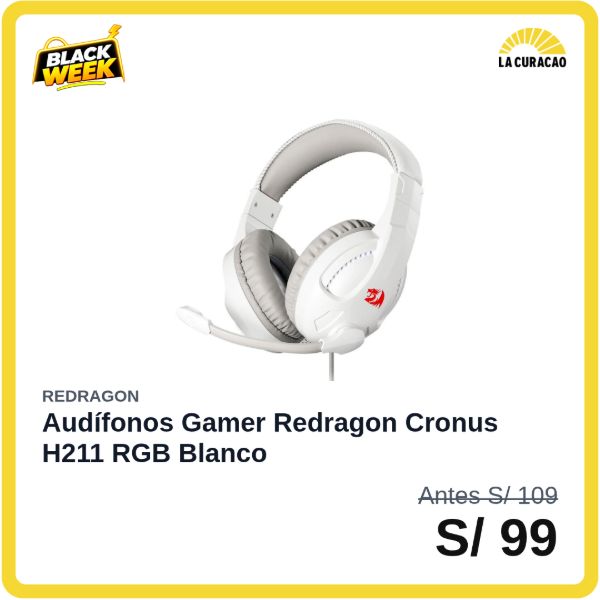 BLACK
WEEK
LA CURACAO
REDRAGON
Audífonos Gamer Redragon Cronus
H211 RGB Blanco
Antes S/ 109
S/ 99